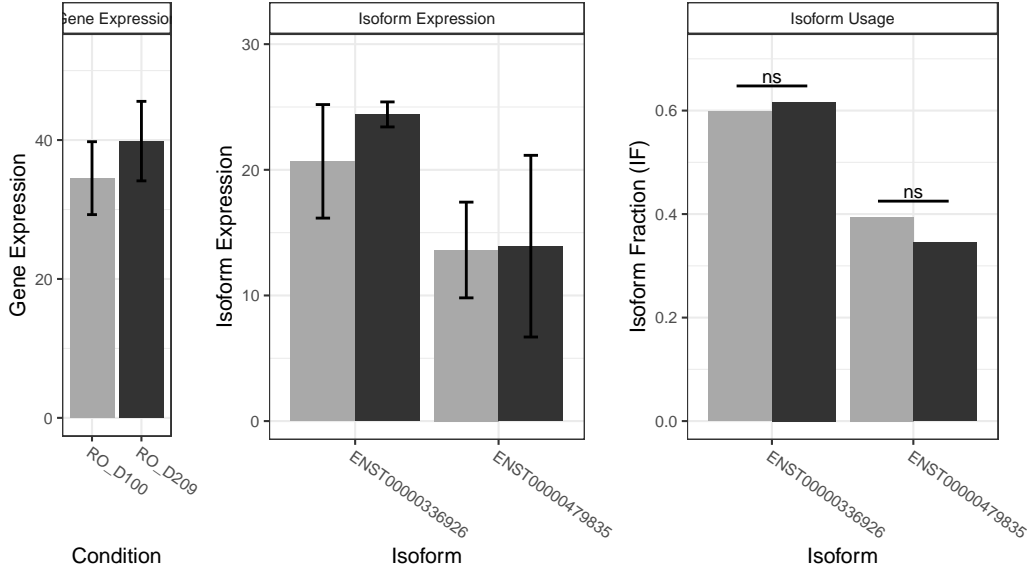 Gene Expression
Gene Expression
40
20
0
RO_D100
RO_D209
Condition
Isoform Expression
Isoform Expression
30
20
10
0
ENST00000336926
ENST00000479835
Isoform
Isoform Usage
Isoform Fraction (IF)
0.6
0.4
0.2
0.0
ns
ns
ENST00000336926
ENST00000479835
Isoform